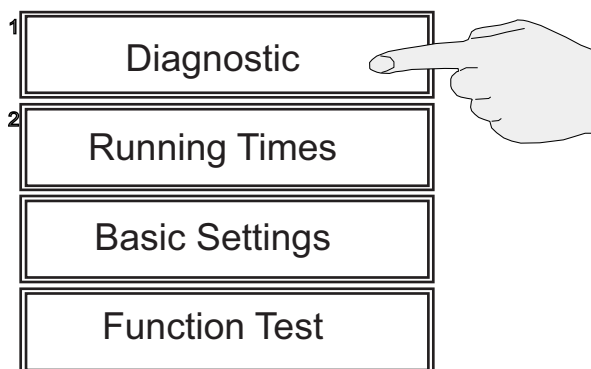 1
Diagnostic
2
Running Times
Basic Settings
Function Test